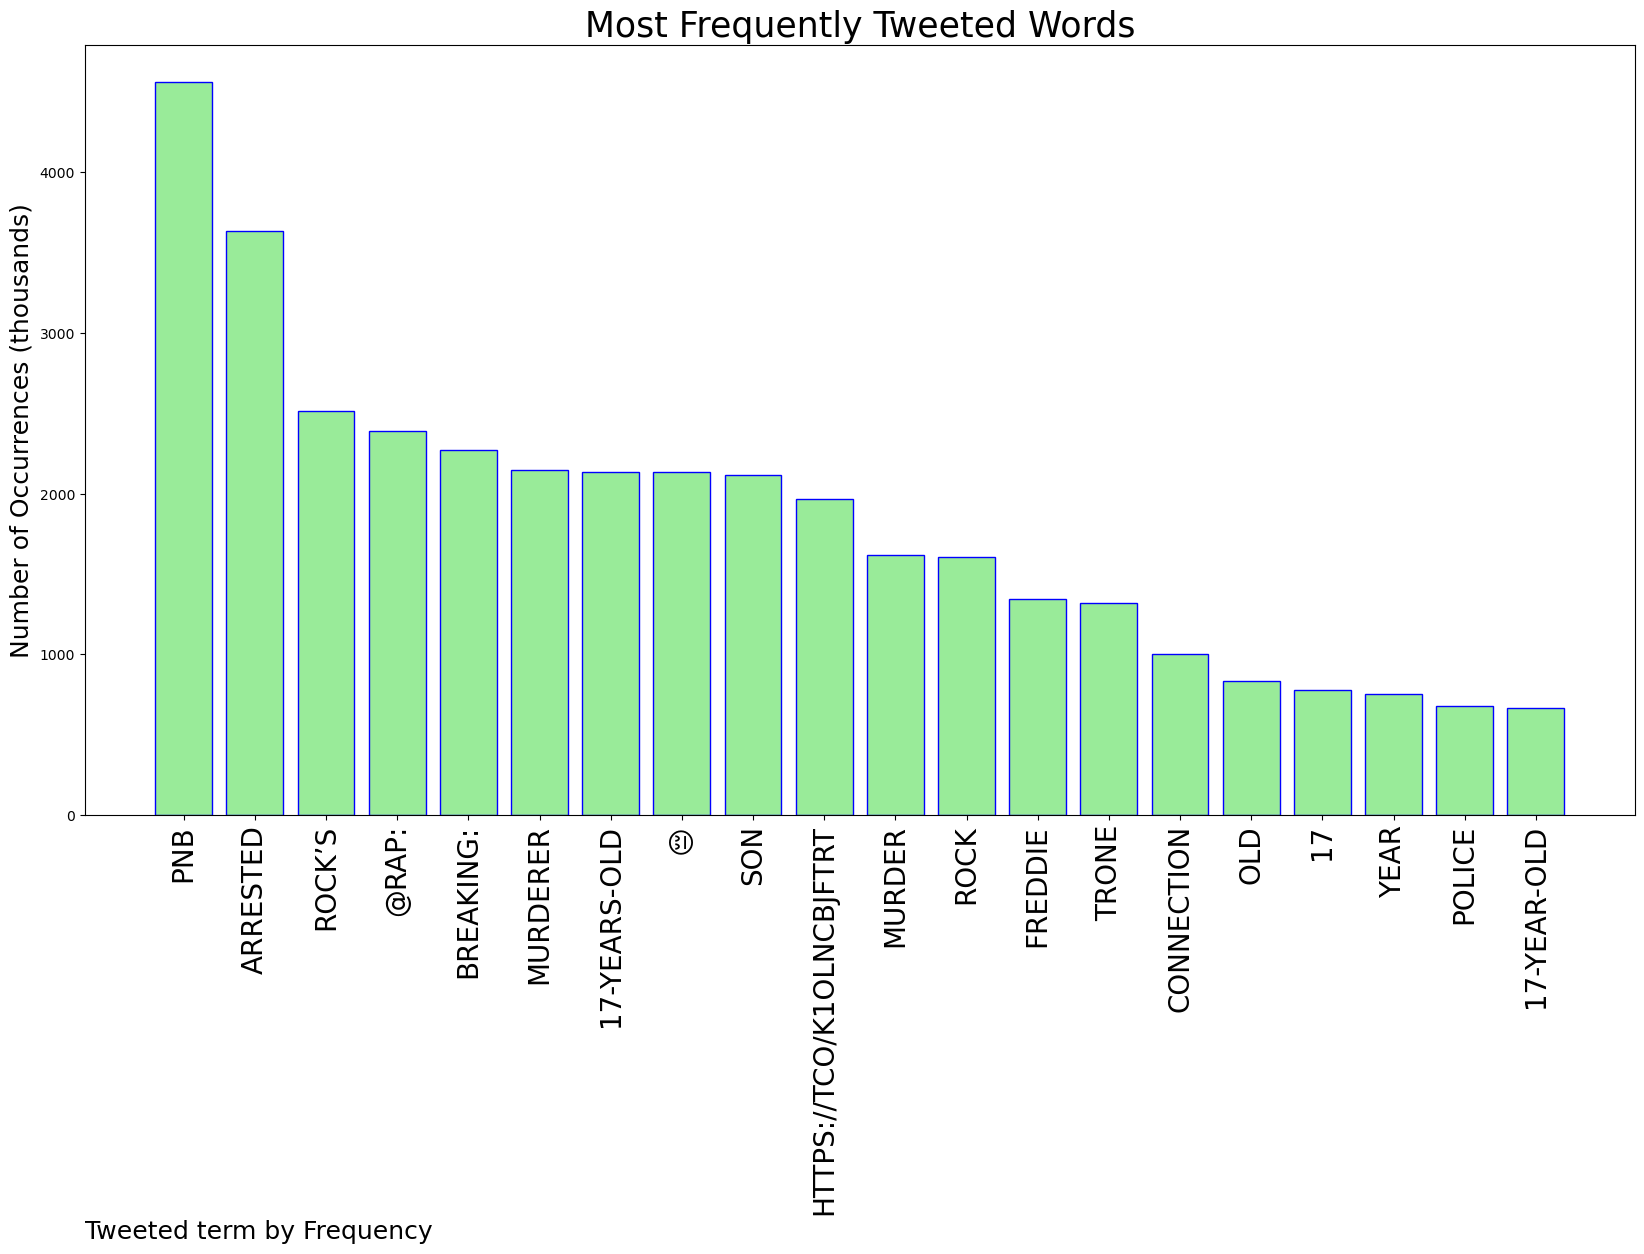 Most Frequently Tweeted Words
Number of Occurrences (thousands)
4000
3000
2000
1000
0
PNB
ARRESTED
ROCK’S
@RAP:
BREAKING:
MURDERER
17-YEARS-OLD
😔
SON
HTTPS://TCO/K1OLNCBJFTRT
MURDER
ROCK
FREDDIE
TRONE
CONNECTION
OLD
17
YEAR
POLICE
17-YEAR-OLD
Tweeted term by Frequency